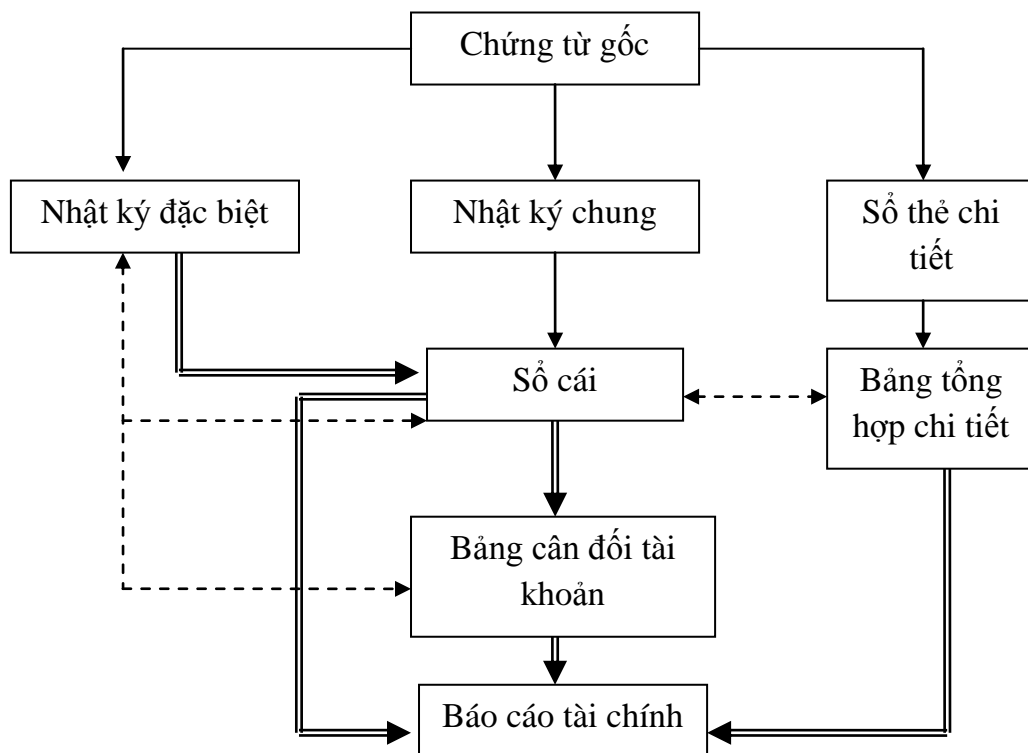 Chứng từ gốc
Nhật ký đặc biệt
Nhật ký chung
Sổ thẻ chi
tiết
Sổ cái
Bảng tổng
hợp chi tiết
Bảng cân đối tài
khoản
Báo cáo tài chính